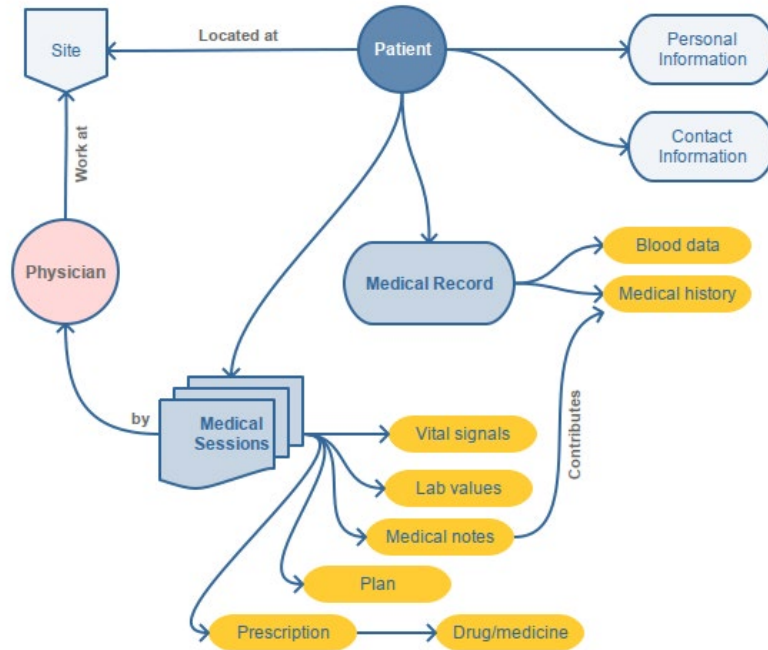 Located at
Site
Patient
Personal
Information
Contact
Information
Work at
Physician
Medical Record
Blood data
Medical history
by
Medical
Sessions
Vital signals
Contributes
Lab values
Medical notes
Plan
Prescription
Drug/medicine